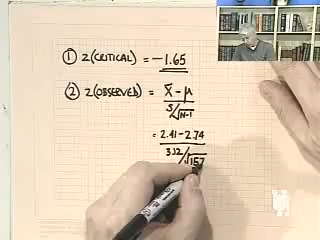 ① Z(CRITICAL) = -1.65
② Z(OBSERVED) = X̄ - μ
S/√N-1
= 2.41 - 2.74
3.12/√157